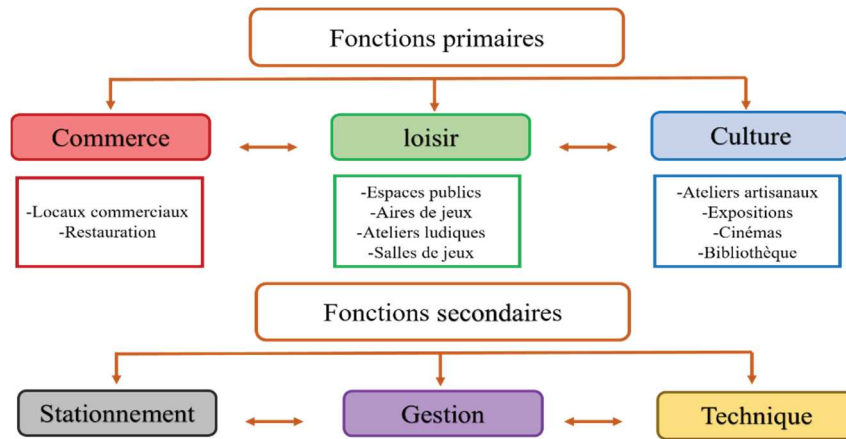 Fonctions primaires
Commerce
loisir
Culture
-Locaux commerciaux
-Restauration
-Espaces publics
-Aires de jeux
-Ateliers ludiques
-Salles de jeux
-Ateliers artisanaux
-Expositions
-Cinémas
-Bibliothèque
Fonctions secondaires
Stationnement
Gestion
Technique